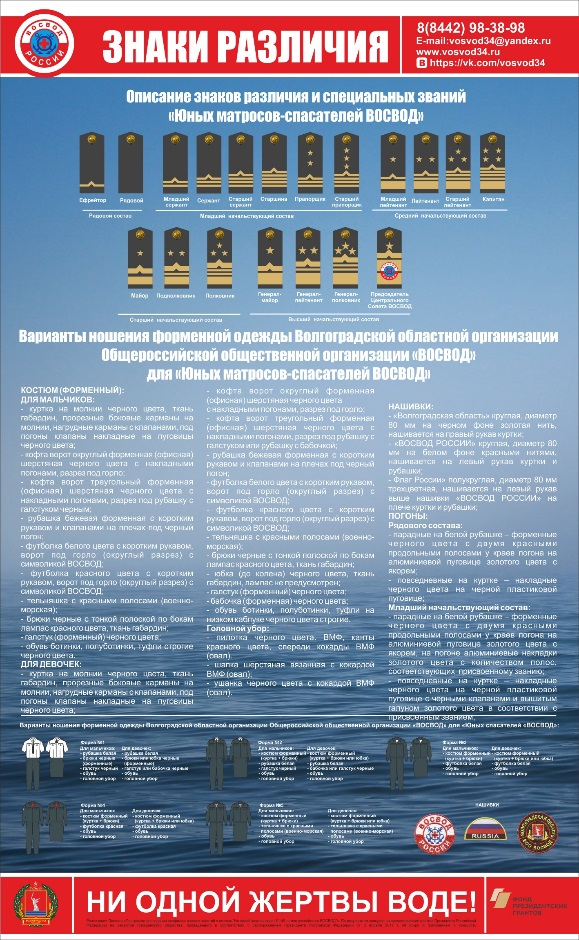 ВОСВОД
РОССИИ
ЗНАКИ РАЗЛИЧИЯ
8(8442) 98-38-98
E-mail:vosvod34@yandex.ru
www.vosvod34.ru
https://vk.com/vosvod34
Описание знаков различия и специальных званий
«Юных матросов-спасателей ВОСВОД»
Ефрейтор Рядовой Младший сержант Сержант Старший сержант Старшина Прапорщик Старший прапорщик Младший лейтенант Лейтенант Старший лейтенант Капитан
Рядовой состав Младший начальствующий состав Средний начальствующий состав
Майор Подполковник Полковник Генерал-майор Генерал-лейтенант Генерал-полковник Председатель Центрального Совета ВОСВОД
Старший начальствующий состав Высший начальствующий состав
Варианты ношения форменной одежды Волгоградской областной организации
Общероссийской общественной организации «ВОСВОД»
для «Юных матросов-спасателей ВОСВОД»
КОСТЮМ (ФОРМЕННЫЙ):
ДЛЯ МАЛЬЧИКОВ:
- куртка на молнии черного цвета, ткань
габардин, прорезные боковые карманы на
молнии, нагрудные карманы с клапанами, под
погоны клапаны накладные на пуговицы
черного цвета;
- кофта ворот округлый форменная (офисная)
шерстяная черного цвета с накладными
погонами, разрез под горло;
- кофта ворот треугольный форменная
(офисная) шерстяная черного цвета с
накладными погонами, разрез под рубашку с
галстуком черным;
- рубашка бежевая форменная с коротким
рукавом и клапанами на плечах под черный
погон;
- футболка белого цвета с коротким рукавом,
ворот под горло (округлый разрез) с
символикой ВОСВОД;
- футболка красного цвета с коротким
рукавом, ворот под горло (округлый разрез) с
символикой ВОСВОД;
- тельняшка с красными полосами (военно-
морская);
- брюки черные с тонкой полоской по бокам
лампас красного цвета, ткань габардин;
- галстук (форменный) черного цвета;
- обувь ботинки, полуботинки, туфли строгие
черного цвета.
ДЛЯ ДЕВОЧЕК:
- куртка на молнии черного цвета, ткань
габардин, прорезные боковые карманы на
молнии, нагрудные карманы с клапанами, под
погоны клапаны накладные на пуговицы
черного цвета;
- кофта ворот округлый форменная
(офисная) шерстяная черного цвета
с накладными погонами, разрез под горло;
- кофта ворот треугольный форменная
(офисная) шерстяная черного цвета с
накладными погонами, разрез под рубашку с
галстуком или рубашку с бабочкой;
- рубашка бежевая форменная с коротким
рукавом и клапанами на плечах под черный
погон;
- футболка белого цвета с коротким рукавом,
ворот под горло (округлый разрез) с
символикой ВОСВОД;
- футболка красного цвета с коротким
рукавом, ворот под горло (округлый разрез) с
символикой ВОСВОД;
- тельняшка с красными полосами (военно-
морская);
- брюки черные с тонкой полоской по бокам
лампас красного цвета, ткань габардин;
- юбка (до колена) черного цвета, ткань
габардин, лампас не предусмотрен;
- галстук (форменный) черного цвета;
- бабочка (форменная) черного цвета;
- обувь ботинки, полуботинки, туфли на
низком каблуке черного цвета строгие.
Головной убор:
- пилотка черного цвета, ВМФ, канты
красного цвета, спереди кокарды ВМФ
(овал);
- шапка шерстяная вязанная с кокардой
ВМФ (овал);
- ушанка черного цвета с кокардой ВМФ
(овал).
НАШИВКИ:
- «Волгоградская область» круглая, диаметр
80 мм на черном фоне золотая нить,
нашивается на правый рукав куртки;
- «ВОСВОД РОССИИ» круглая, диаметр 80
мм на белом фоне красными нитями,
нашивается на левый рукав куртки и
рубашки;
- Флаг России» полукруглая, диаметр 80 мм
трехцветная, нашивается на левый рукав
выше нашивки «ВОСВОД РОССИИ» на
плече куртки и рубашки;
ПОГОНЫ:
Рядового состава:
- парадные на белой рубашке – форменные
черного цвета с двумя красными
продольными полосами у краев погона на
алюминиевой пуговице золотого цвета с
якорем;
- повседневные на куртке – накладные
черного цвета на черной пластиковой
пуговице;
Младший начальствующий состав:
- парадные на белой рубашке – форменные
черного цвета с двумя красными
продольными полосами у краев погона на
алюминиевой пуговице золотого цвета с
якорем, на погоне алюминиевые накладки
золотого цвета с количеством полос,
соответствующих присвоенному званию;
- повседневные на куртке – накладные
черного цвета на черной пластиковой
пуговице с черными клапанами и вышитым
галуном золотого цвета в соответствии с
присвоенным званием.
Варианты ношения форменной одежды Волгоградской областной организации Общероссийской общественной организации «ВОСВОД» для «Юных спасателей «ВОСВОД»:
НАШИВКИ
ВОСВОД
РОССИИ
RUSSIA
НИ ОДНОЙ ЖЕРТВЫ ВОДЕ!
ФОНД
ПРЕЗИДЕНТСКИХ
ГРАНТОВ